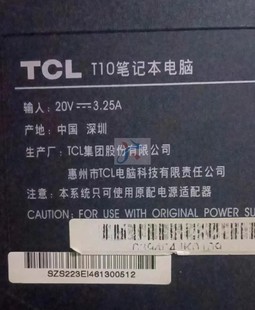 TCL T10笔记本电脑
输入：20V⎓3.25A
产地：中国 深圳
生产厂：TCL集团股份有限公司
惠州市TCL电脑科技有限责任公司
注意：本系统只可使用原配电源适配器
CAUTION: FOR USE WITH ORIGINAL POWER SU
SZS223EI461300512